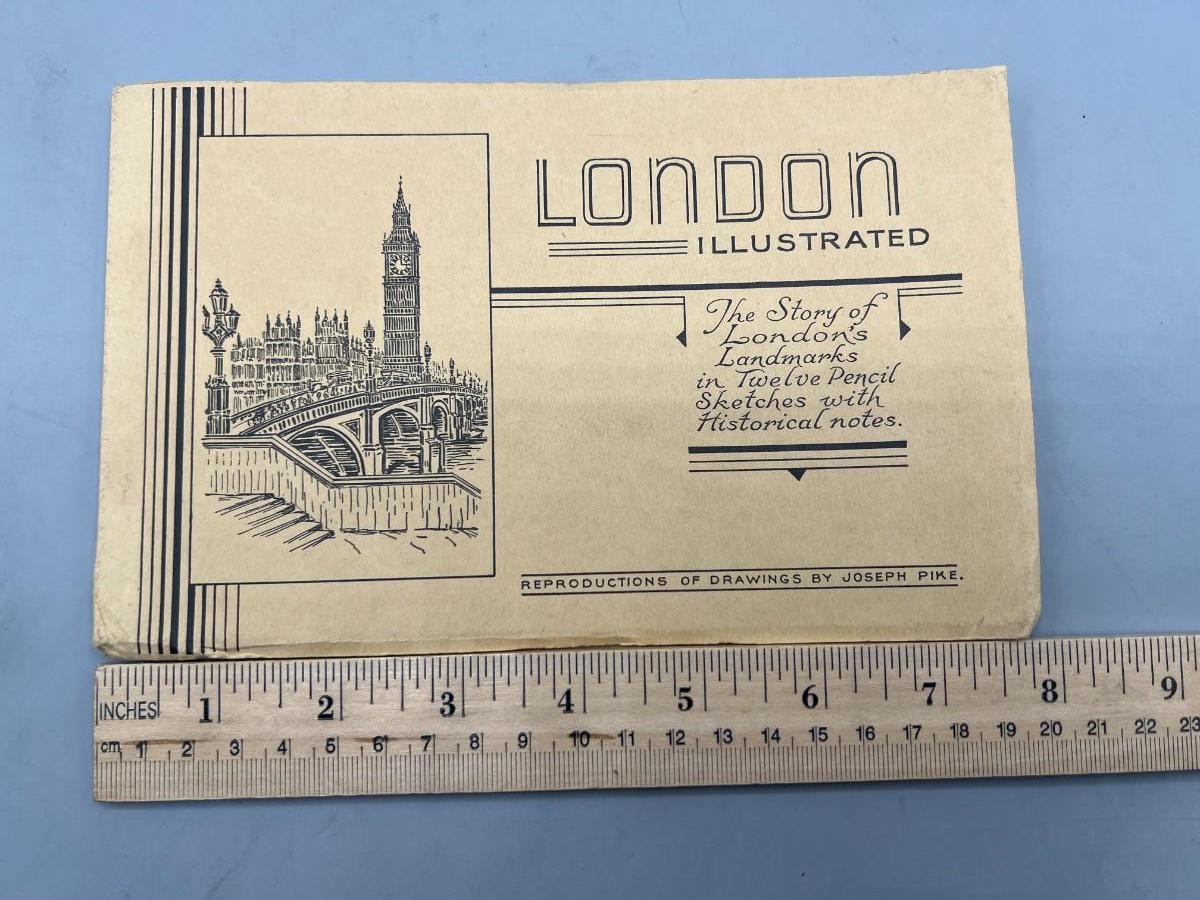 LONDON
ILLUSTRATED
The Story of
London's
Landmarks
in Twelve Pencil
Sketches with
Historical notes.
REPRODUCTIONS OF DRAWINGS BY JOSEPH PIKE.
INCHES 1 2 3 4 5 6 7 8 9
cm 1 2 3 4 5 6 7 8 9 10 11 12 13 14 15 16 17 18 19 20 21 22 23